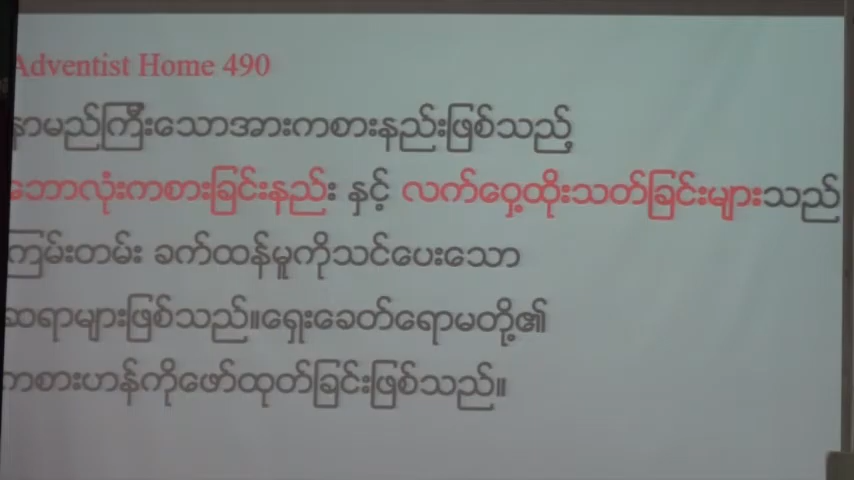 Adventist Home 490
နာမည်ကြီးသောအားကစားနည်းဖြစ်သည့်
ဘောလုံးကစားခြင်းနည်း နှင့် လက်ဝှေ့ထိုးသတ်ခြင်းများသည်
ကြမ်းတမ်း ခက်ထန်မှုကိုသင်ပေးသော
ဆရာများဖြစ်သည်။ရှေးခေတ်ရောမတို့၏
ကစားဟန်ကိုဖော်ထုတ်ခြင်းဖြစ်သည်။